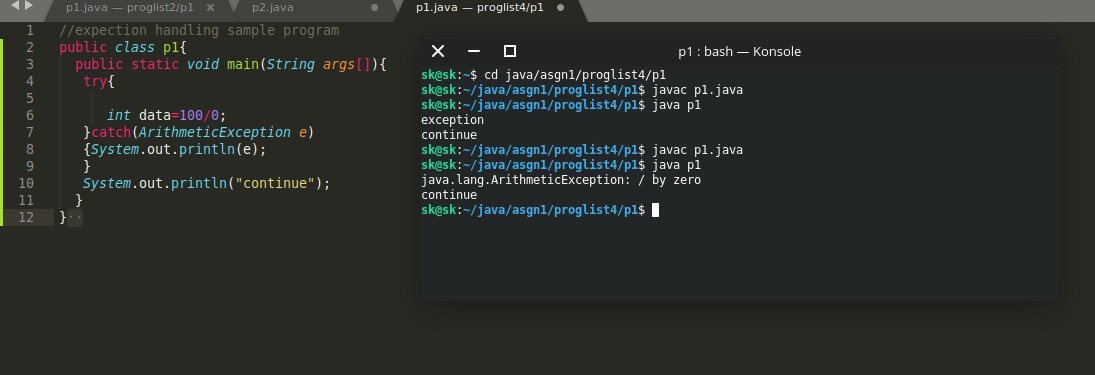 p1.java — proglist2/p1 ×
p2.java
p1.java — proglist4/p1
1 //expection handling sample program
2 public class p1{
3 public static void main(String args[]){
4 try{
5
6 int data=100/0;
7 }catch(ArithmeticException e)
8 {System.out.println(e);
9 }
10 System.out.println("continue");
11 }
12 }
p1 : bash — Konsole
sk@sk:~$ cd java/asgn1/proglist4/p1
sk@sk:~/java/asgn1/proglist4/p1$ javac p1.java
sk@sk:~/java/asgn1/proglist4/p1$ java p1
exception
continue
sk@sk:~/java/asgn1/proglist4/p1$ javac p1.java
sk@sk:~/java/asgn1/proglist4/p1$ java p1
java.lang.ArithmeticException: / by zero
continue
sk@sk:~/java/asgn1/proglist4/p1$